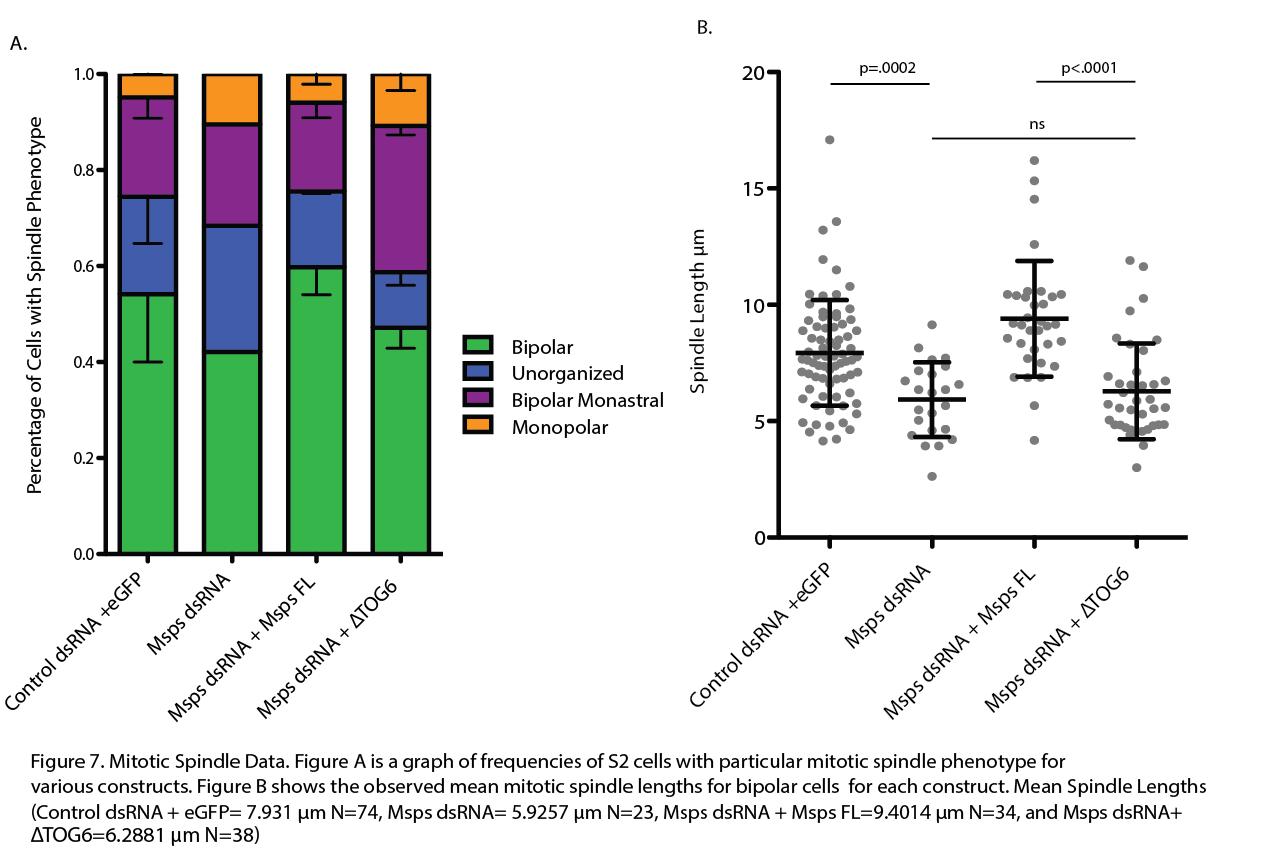 A.
Percentage of Cells with Spindle Phenotype
1.0
0.8
0.6
0.4
0.2
0.0
Control dsRNA +eGFP
Msps dsRNA
Msps dsRNA + Msps FL
Msps dsRNA + ΔTOG6
Bipolar
Unorganized
Bipolar Monastral
Monopolar
B.
Spindle Length µm
20
15
10
5
0
p=.0002
p<.0001
ns
Control dsRNA +eGFP
Msps dsRNA
Msps dsRNA + Msps FL
Msps dsRNA + ΔTOG6
Figure 7. Mitotic Spindle Data. Figure A is a graph of frequencies of S2 cells with particular mitotic spindle phenotype for
various constructs. Figure B shows the observed mean mitotic spindle lengths for bipolar cells for each construct. Mean Spindle Lengths
(Control dsRNA + eGFP= 7.931 µm N=74, Msps dsRNA= 5.9257 µm N=23, Msps dsRNA + Msps FL=9.4014 µm N=34, and Msps dsRNA+
ΔTOG6=6.2881 µm N=38)